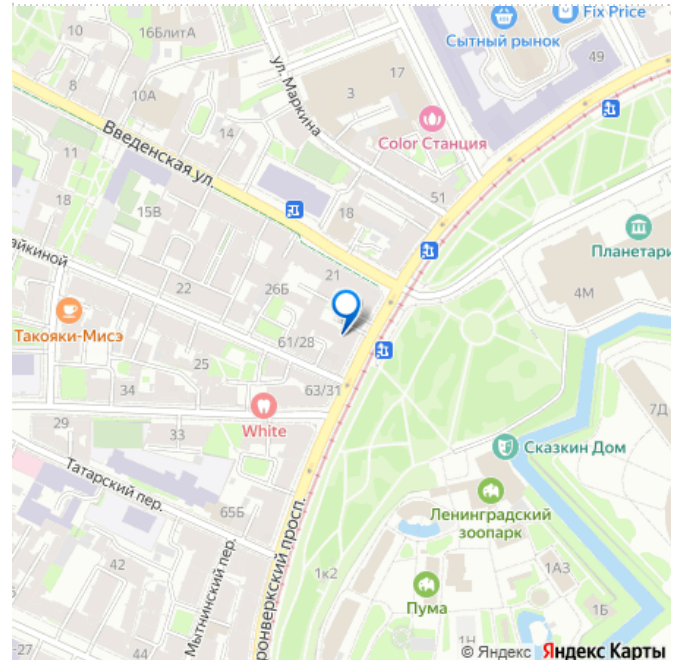 10
16БлитА
Fix Price
Сытный рынок
49
8
10А
ул. Маркина
17
3
Color Станция
14
Введенская ул.
11
18
15В
18
51
Планетари
4М
айкиной
21
22
26Б
Такояки-Мисэ
61/28
25
63/31
34
29
33
White
7Д
Сказкин Дом
Татарский пер.
65Б
Ленинградский
зоопарк
42
Мытнинский пер.
ронверкский просп.
1к2
Пума
1А3
1Б
1Н
-27
44
© Яндекс Яндекс Карты